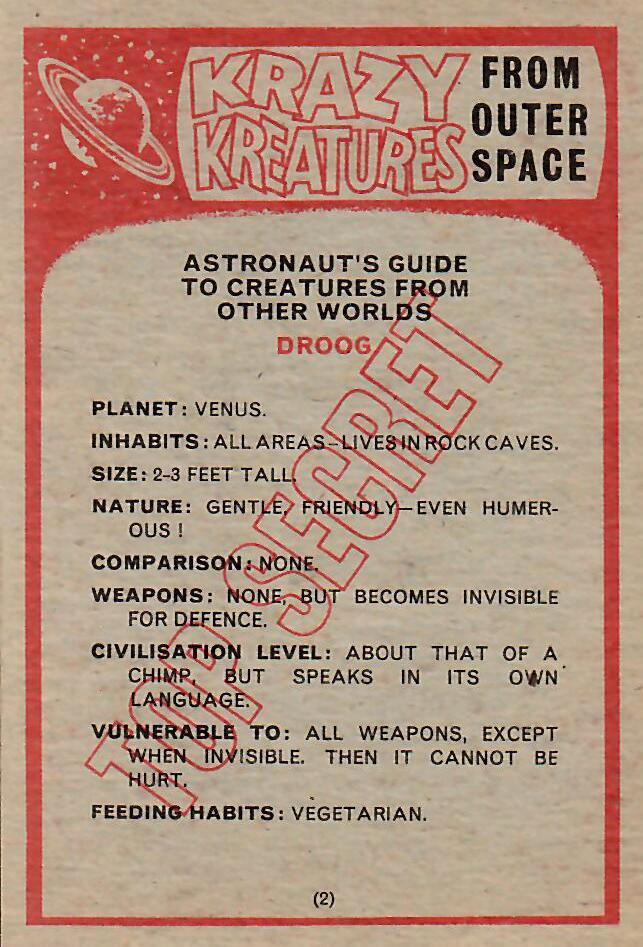 KRAZY
KREATURES
FROM
OUTER
SPACE
ASTRONAUT'S GUIDE
TO CREATURES FROM
OTHER WORLDS
DROOG
PLANET: VENUS.
INHABITS: ALL AREAS–LIVES IN ROCK CAVES.
SIZE: 2-3 FEET TALL.
NATURE: GENTLE, FRIENDLY—EVEN HUMER-
OUS !
COMPARISON: NONE.
WEAPONS: NONE, BUT BECOMES INVISIBLE
FOR DEFENCE.
CIVILISATION LEVEL: ABOUT THAT OF A
CHIMP, BUT SPEAKS IN ITS OWN
LANGUAGE.
VULNERABLE TO: ALL WEAPONS, EXCEPT
WHEN INVISIBLE. THEN IT CANNOT BE
HURT.
FEEDING HABITS: VEGETARIAN.
TOP SECRET
(2)